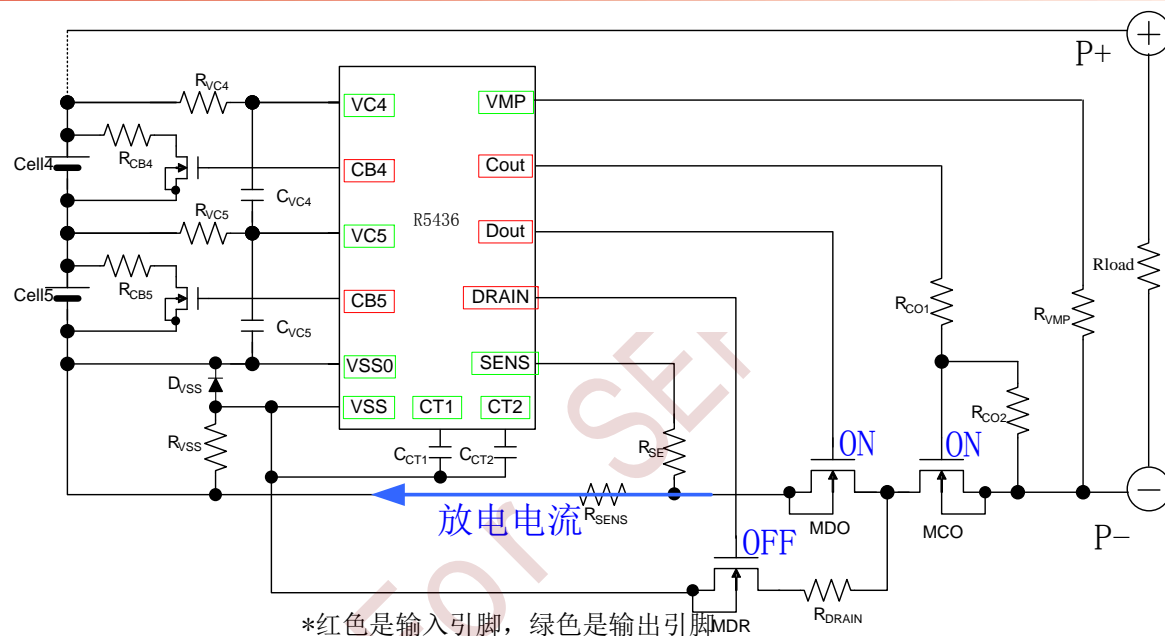 P+
RVC4
VC4
VMP
Cell4
RCB4
CB4
Cout
CVC4
RVC5
R5436
VC5
Dout
Rload
Cell5
RCB5
CB5
DRAIN
RCO1
RVMP
CVC5
VSS0
SENS
DVSS
VSS
CT1
CT2
RCO2
RVSS
CCT1
CCT2
RSE
ON
ON
放电电流
RSENS
MDO
MCO
P-
OFF
RDRAIN
MDR
*红色是输入引脚，绿色是输出引脚
For SER